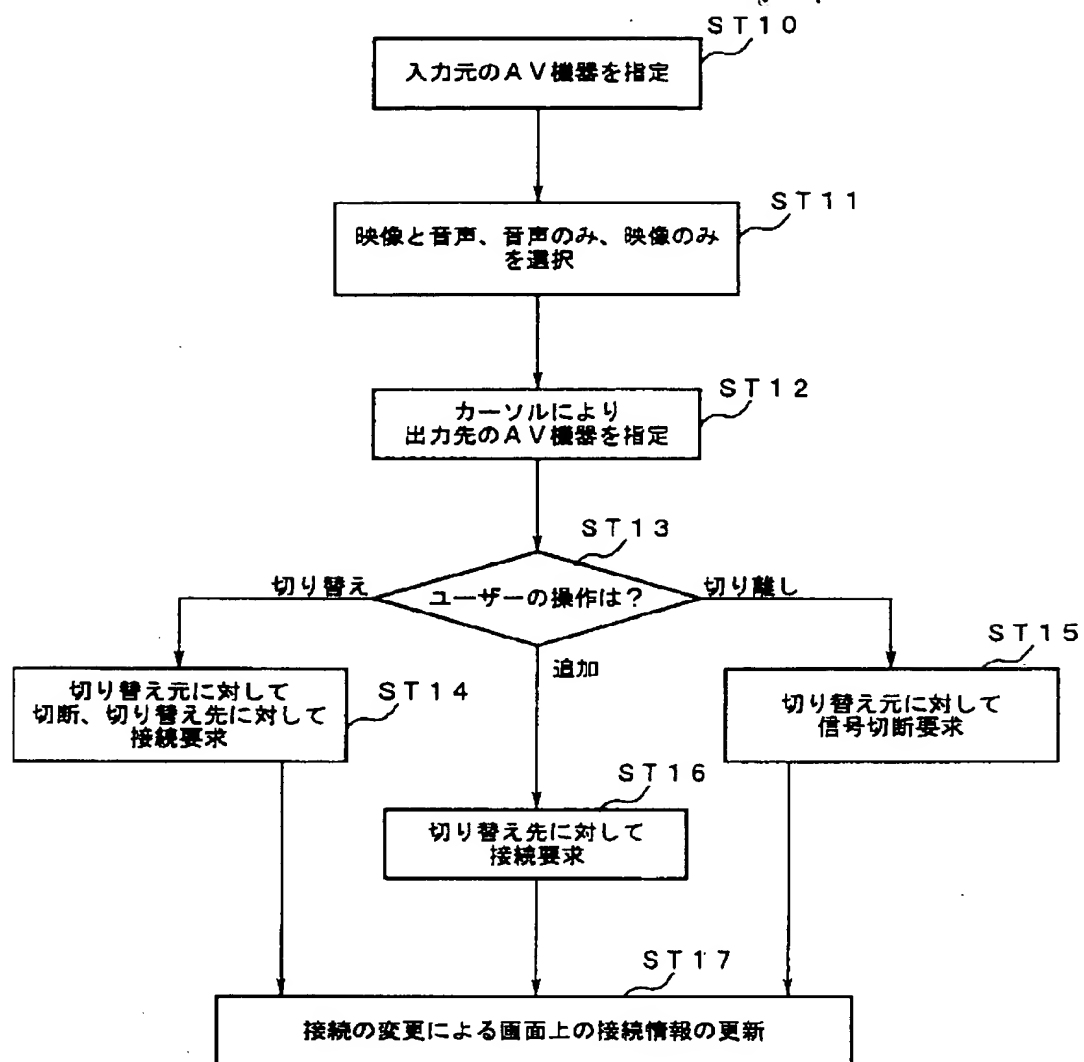 ST10
入力元のAV機器を指定
ST11
映像と音声、音声のみ、映像のみ
を選択
ST12
カーソルにより
出力先のAV機器を指定
ST13
ユーザーの操作は?
切り替え
切り離し
追加
ST14
切り替え元に対して
切断、切り替え先に対して
接続要求
ST15
切り替え元に対して
信号切断要求
ST16
切り替え先に対して
接続要求
ST17
接続の変更による画面上の接続情報の更新